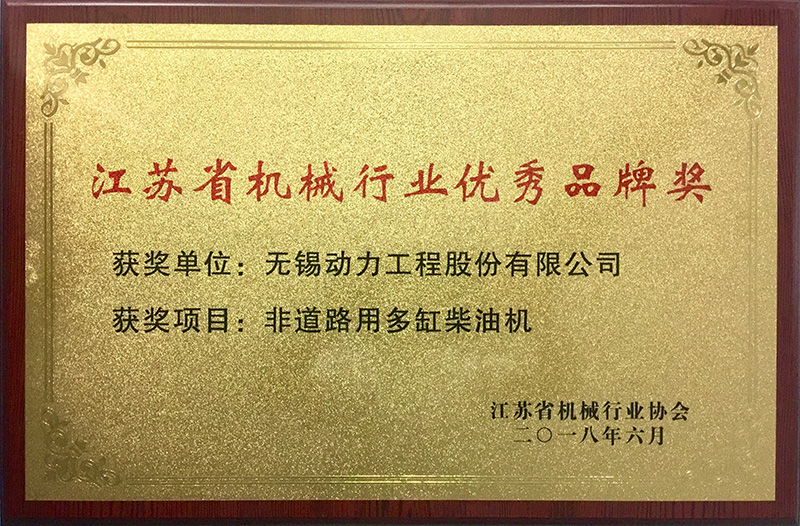 江苏省机械行业优秀品牌奖
获奖单位：无锡动力工程股份有限公司
获奖项目：非道路用多缸柴油机
江苏省机械行业协会
二〇一八年六月